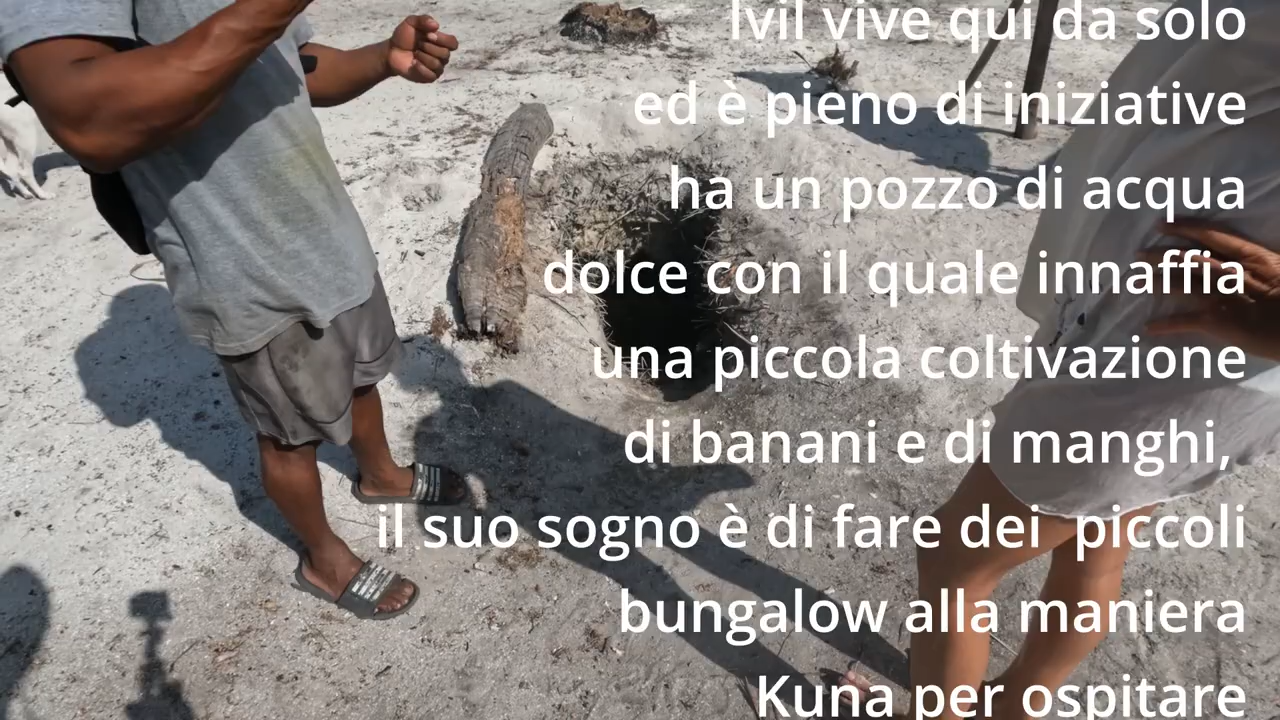 Ivil vive qui da solo
ed è pieno di iniziative
ha un pozzo di acqua
dolce con il quale innaffia
una piccola coltivazione
di banani e di manghi,
il suo sogno è di fare dei  piccoli
bungalow alla maniera
Kuna per ospitare